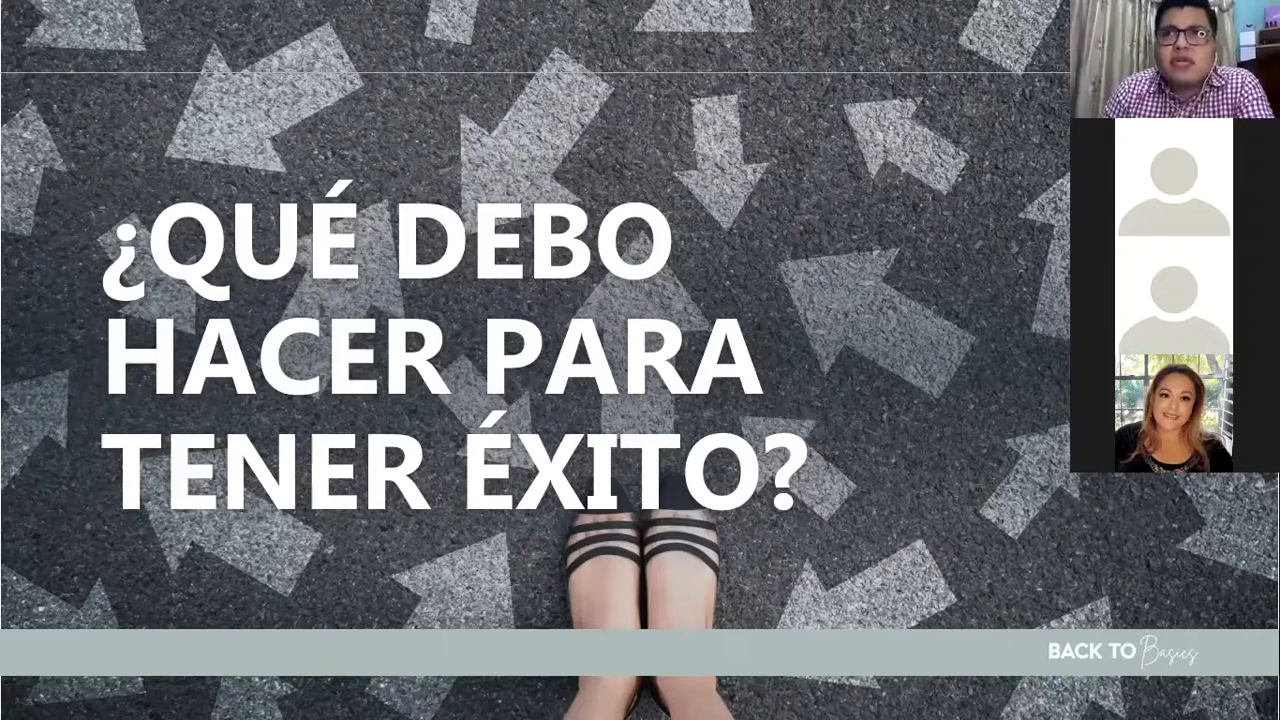 ¿QUÉ DEBO
HACER PARA
TENER ÉXITO?
BACK TO Basics